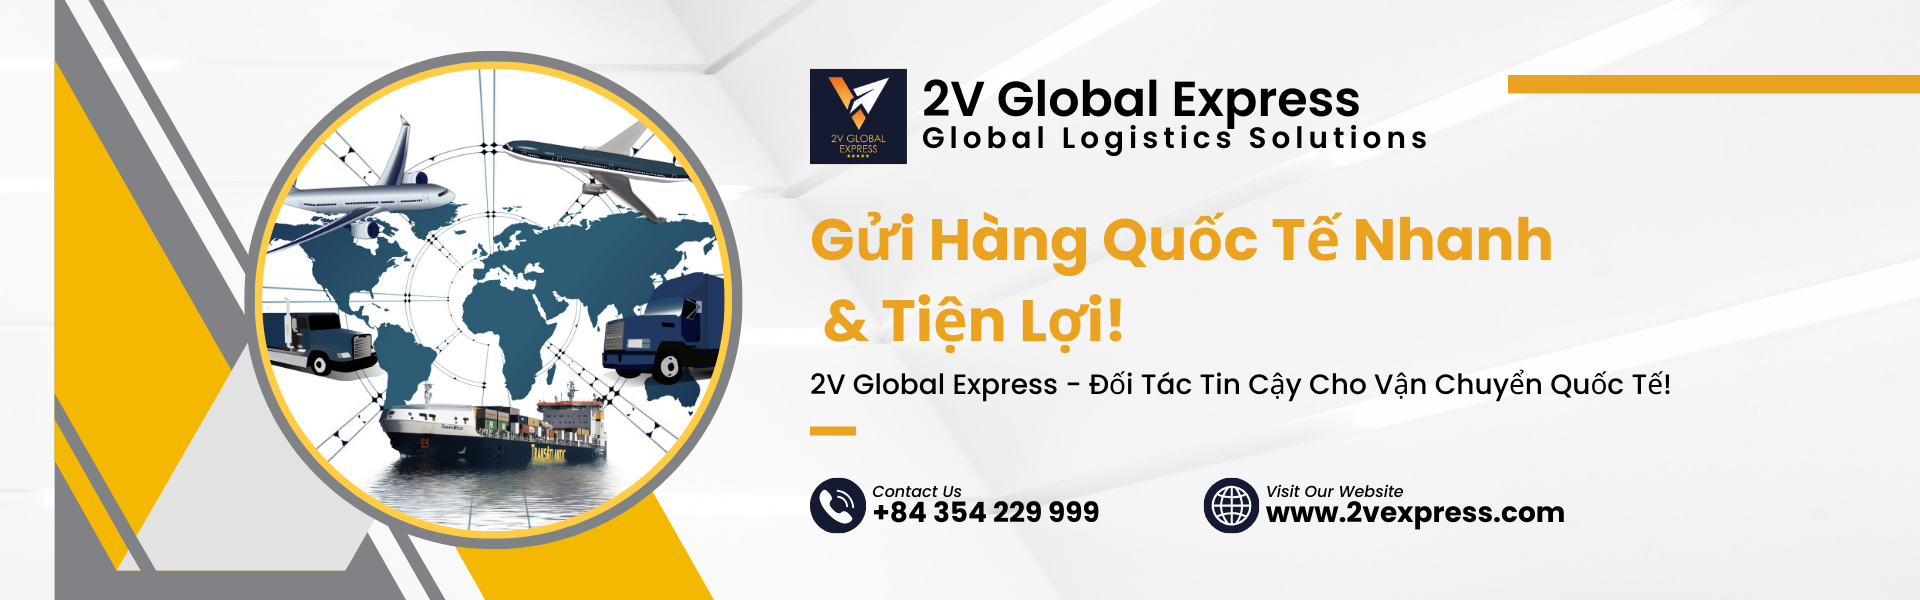 2V GLOBAL
EXPRESS
2V Global Express
Global Logistics Solutions
Gửi Hàng Quốc Tế Nhanh
& Tiện Lợi!
2V Global Express - Đối Tác Tin Cậy Cho Vận Chuyển Quốc Tế!
TRANSATLANTIC
Contact Us
+84 354 229 999
Visit Our Website
www.2vexpress.com